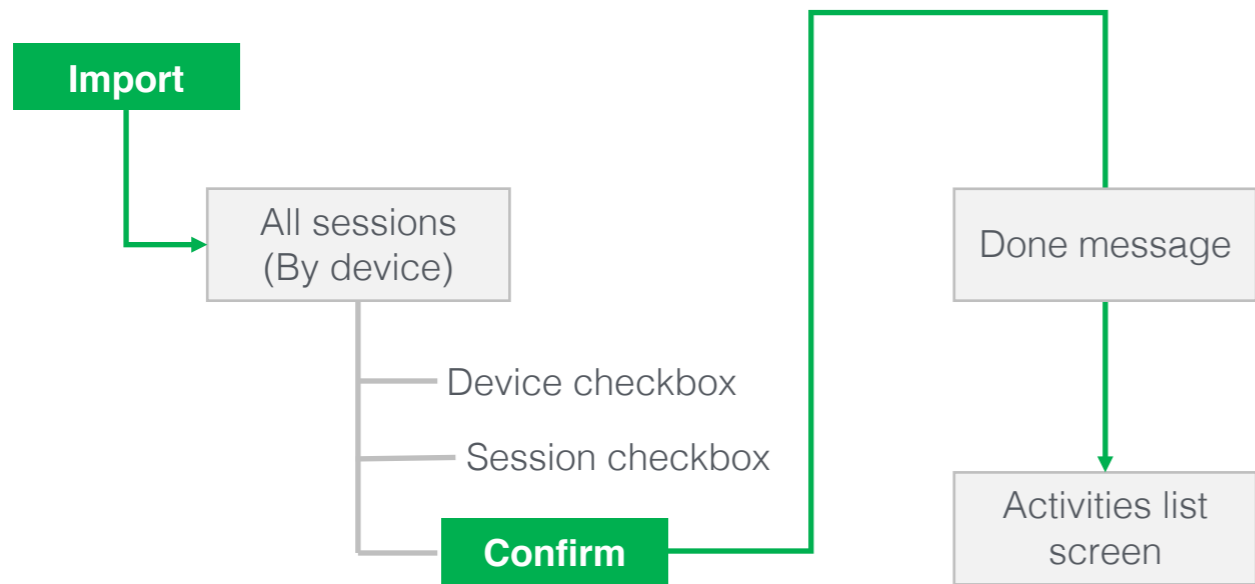 Import
All sessions
(By device)
Device checkbox
Session checkbox
Confirm
Done message
Activities list
screen